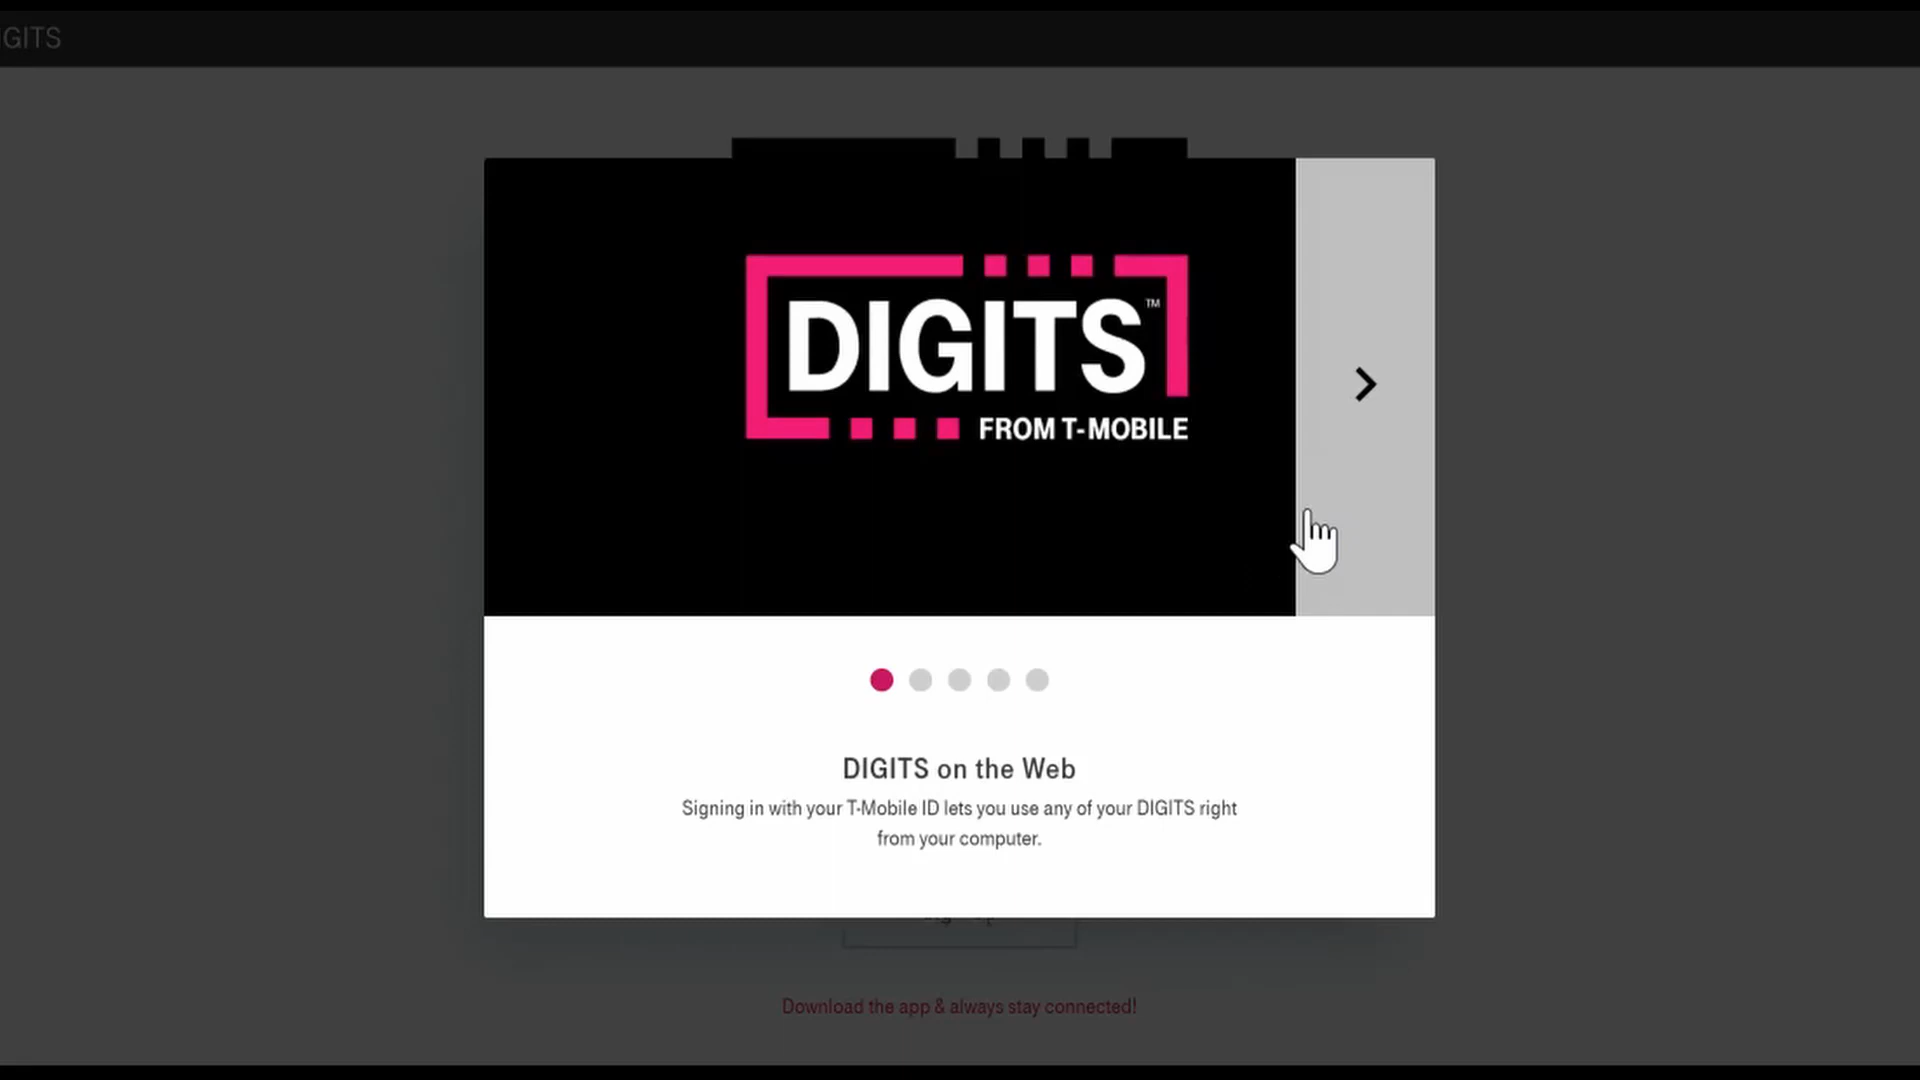 GITS
DIGITS™
FROM T-MOBILE
DIGITS on the Web
Signing in with your T-Mobile ID lets you use any of your DIGITS right
from your computer.
Download the app & always stay connected!